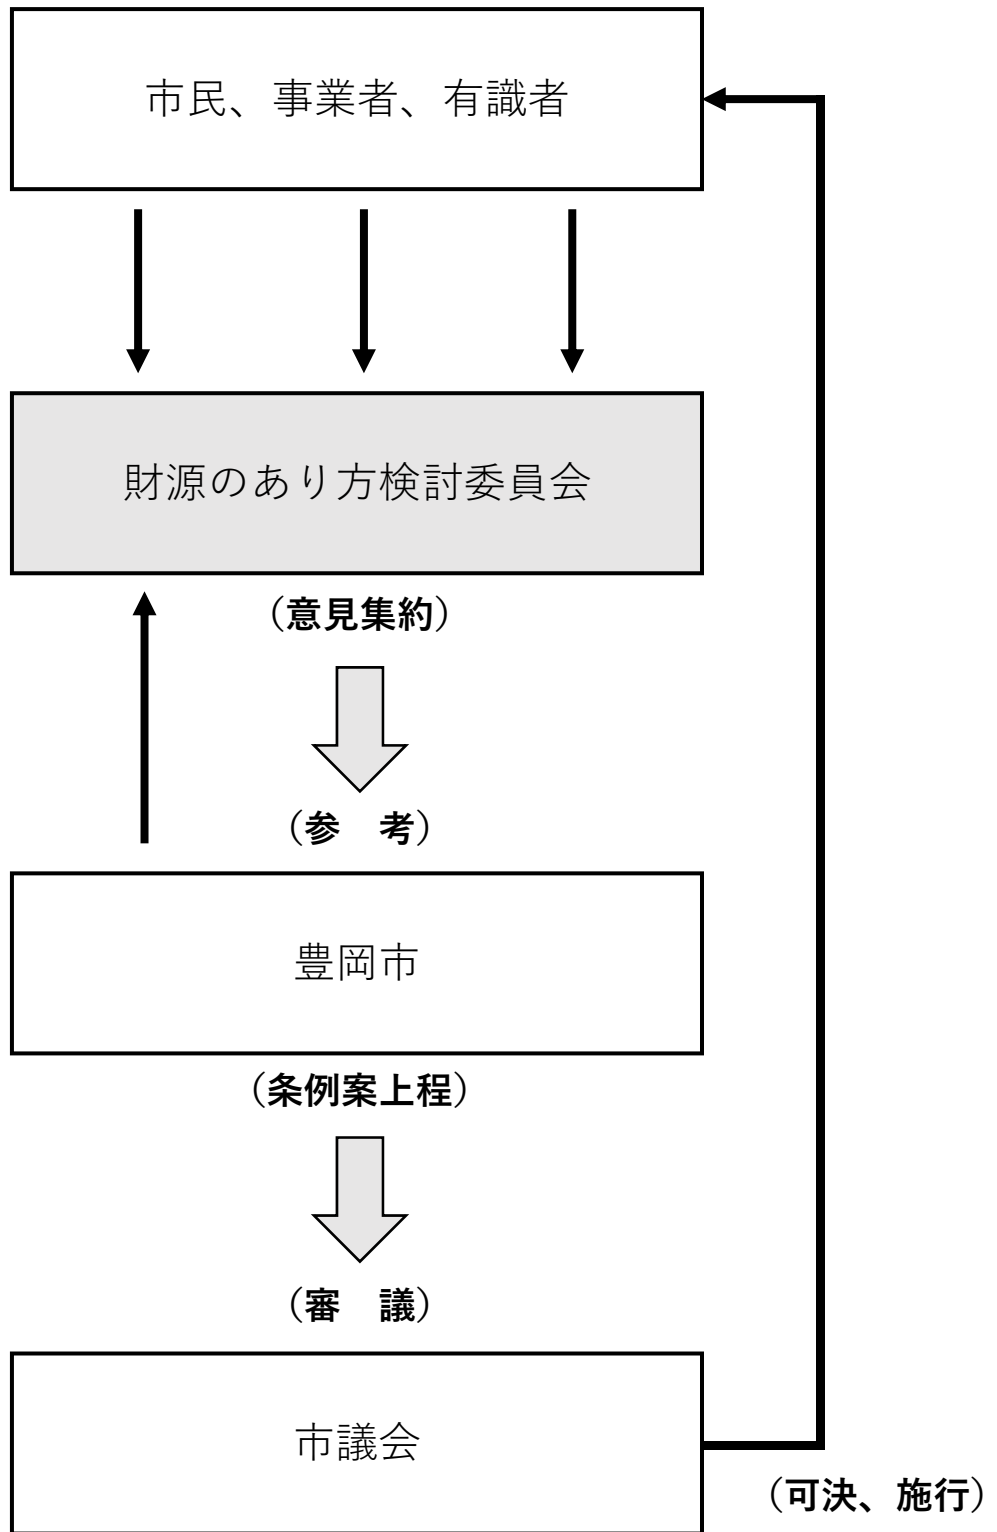 市民、事業者、有識者
財源のあり方検討委員会
（意見集約）
（参　考）
豊岡市
（条例案上程）
（審　議）
市議会
（可決、施行）